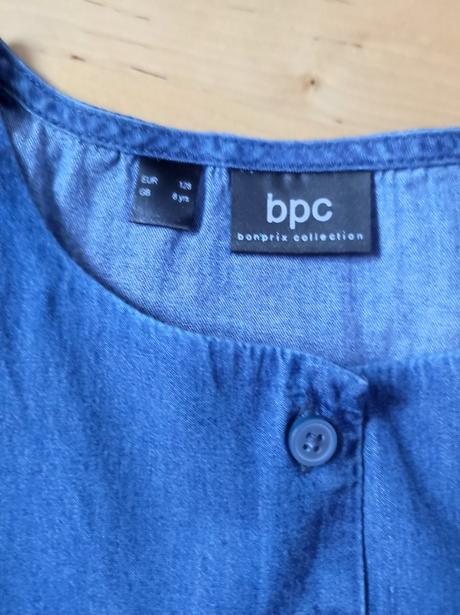 EUR 128
GB 8 yrs
bpc
bonprix collection